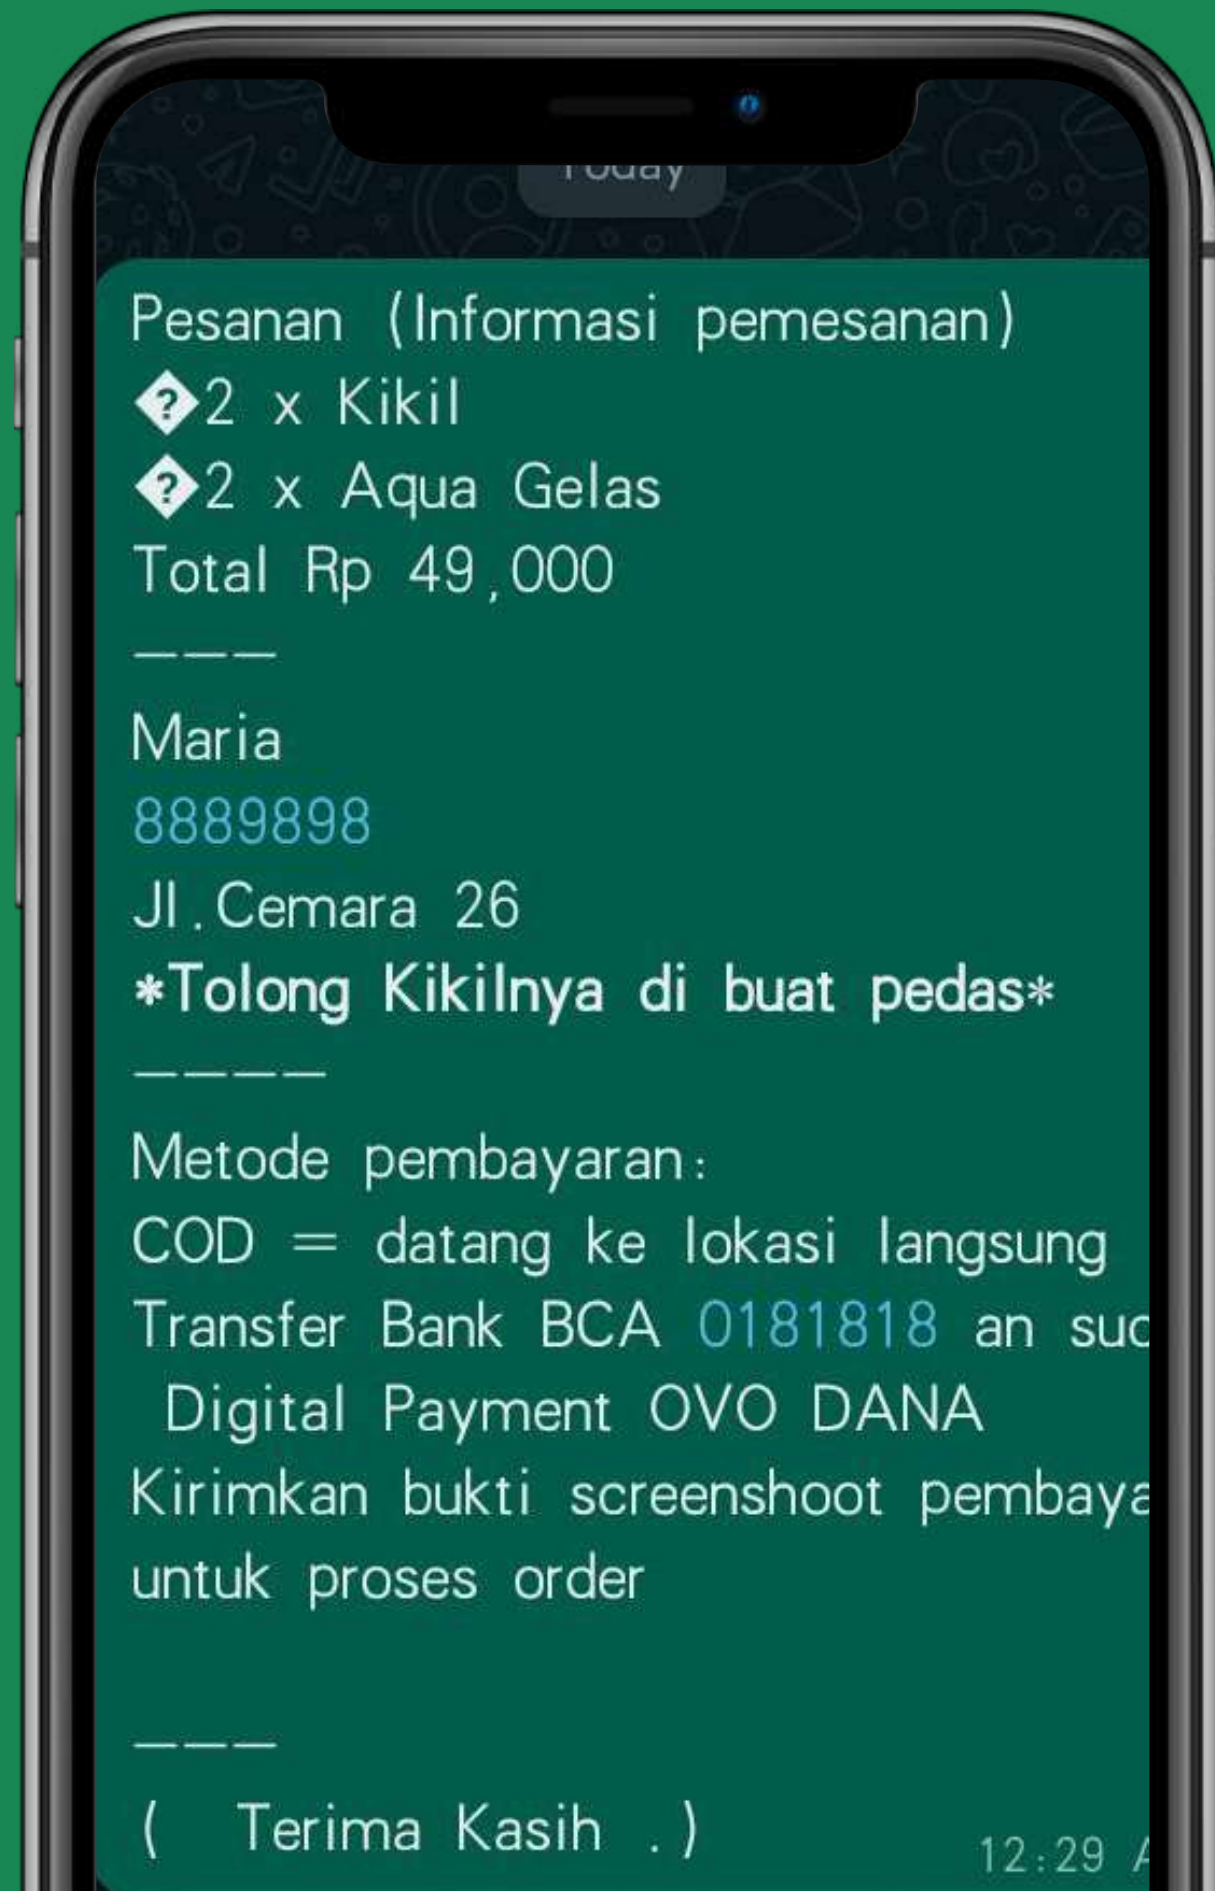 Today
Pesanan (Informasi pemesanan)
�2 x Kikil
�2 x Aqua Gelas
Total Rp 49,000
———
Maria
8889898
Jl.Cemara 26
*Tolong Kikilnya di buat pedas*
————
Metode pembayaran:
COD = datang ke lokasi langsung
Transfer Bank BCA 0181818 an
Digital Payment OVO DANA
Kirimkan bukti screenshoot
untuk proses order
———
( Terima Kasih .)
12:29